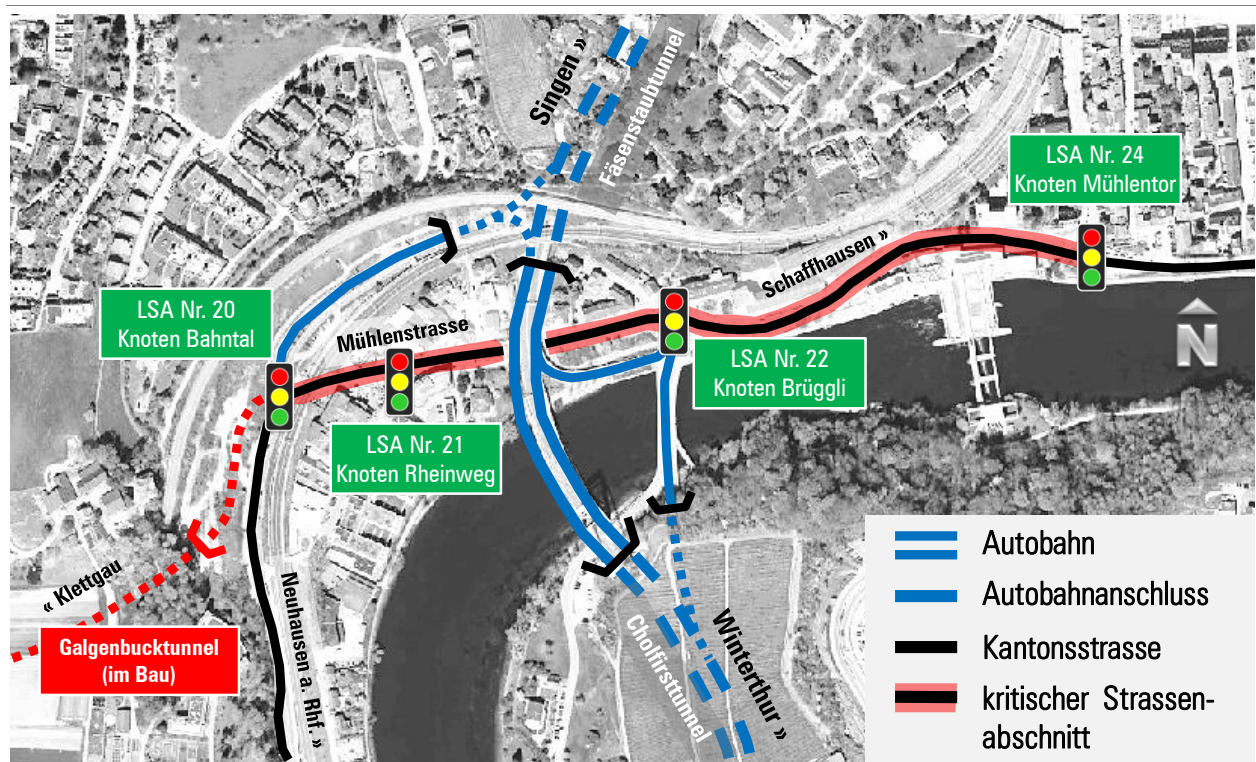 Singen »
Fäsenstaubtunnel
LSA Nr. 24
Knoten Mühlentor
Schaffhausen »
LSA Nr. 20
Knoten Bahntal
Mühlenstrasse
N
LSA Nr. 22
Knoten Brüggli
LSA Nr. 21
Knoten Rheinweg
« Klettgau
Galgenbucktunnel
(im Bau)
Neuhausen a. Rhf. »
Cholfirsttunnel
Winterthur »
Autobahn
Autobahnanschluss
Kantonsstrasse
kritischer Strassen-
abschnitt